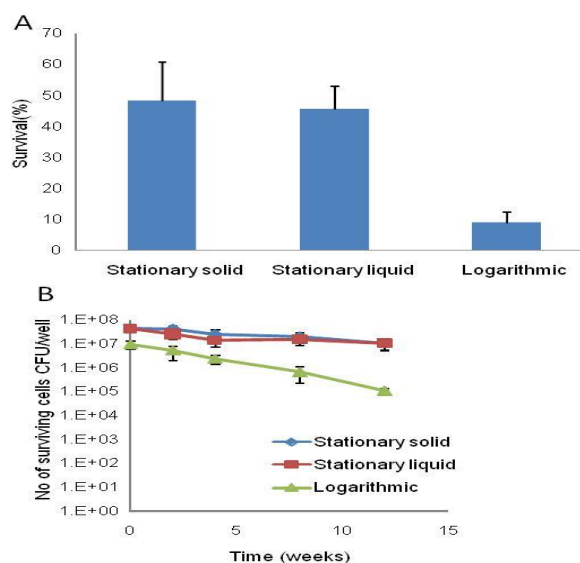 A
70
60
50
40
30
20
10
0
Survival(%)
Stationary solid Stationary liquid Logarithmic
B
1.E+08
1.E+07
1.E+06
1.E+05
1.E+04
1.E+03
1.E+02
1.E+01
1.E+00
No of surviving cells CFU/well
Stationary solid
Stationary liquid
Logarithmic
0 5 10 15
Time (weeks)